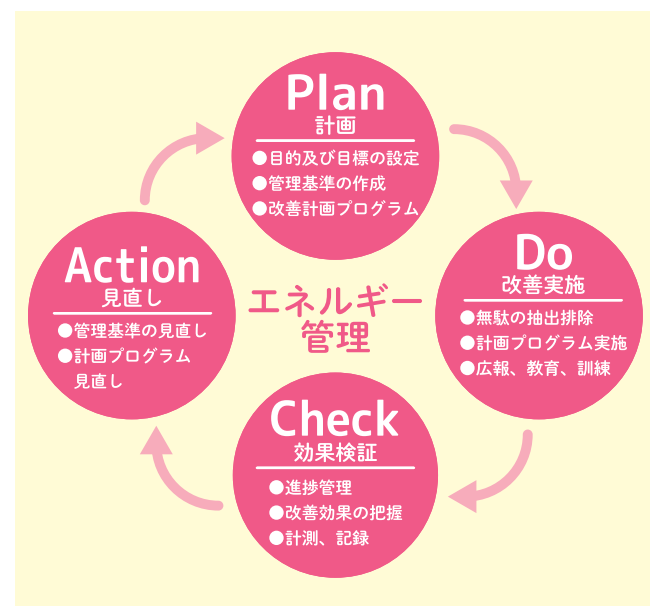 Plan
計画
●目的及び目標の設定
●管理基準の作成
●改善計画プログラム
Do
改善実施
●無駄の抽出排除
●計画プログラム実施
●広報、教育、訓練
Check
効果検証
●進捗管理
●改善効果の把握
●計測、記録
Action
見直し
●管理基準の見直し
●計画プログラム
見直し
エネルギー
管理